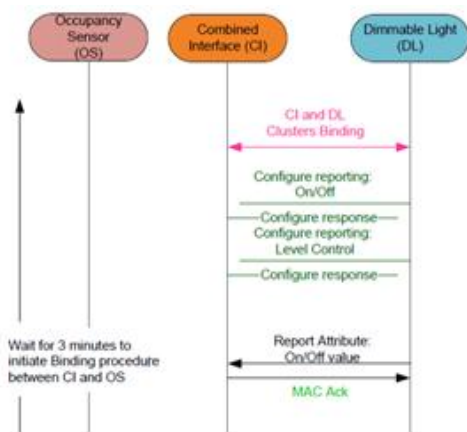 Occupancy
Sensor
(OS)
Combined
Interface (CI)
Dimmable Light
(DL)
CI and DL
Clusters Binding
Configure reporting:
On/Off
Configure response
Configure reporting:
Level Control
Configure response
Wait for 3 minutes to
initiate Binding procedure
between CI and OS
Report Attribute:
On/Off value
MAC Ack